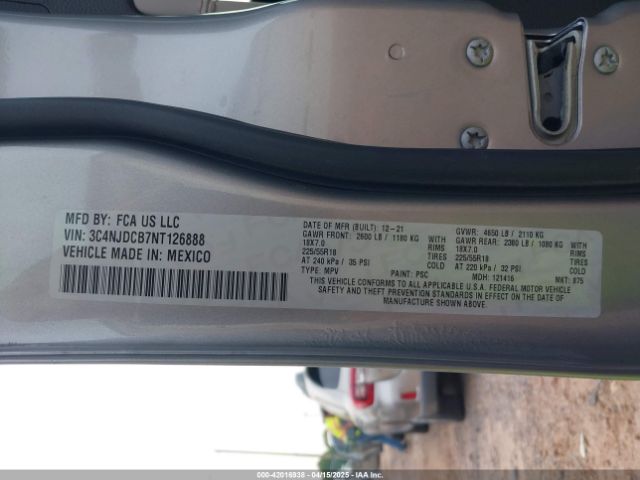 MFD BY: FCA US LLC
VIN: 3C4NJDCB7NT126888
VEHICLE MADE IN: MEXICO
DATE OF MFR (BUILT): 12-21
GAWR FRONT: 2600 LB / 1180 KG WITH
18X7.0 RIMS
225/55R18 TIRES
AT 240 kPa / 35 PSI COLD
GVWR: 4650 LB / 2110 KG
GAWR REAR: 2380 LB / 1080 KG WITH
18X7.0 RIMS
225/55R18 TIRES
AT 220 kPa / 32 PSI COLD
TYPE: MPV PAINT: PSC MDH: 121416 MKT: 875
THIS VEHICLE CONFORMS TO ALL APPLICABLE U.S.A. FEDERAL MOTOR VEHICLE
SAFETY AND THEFT PREVENTION STANDARDS IN EFFECT ON THE DATE OF
MANUFACTURE SHOWN ABOVE.
000-42016938 - 04/15/2025 - IAAI.COM